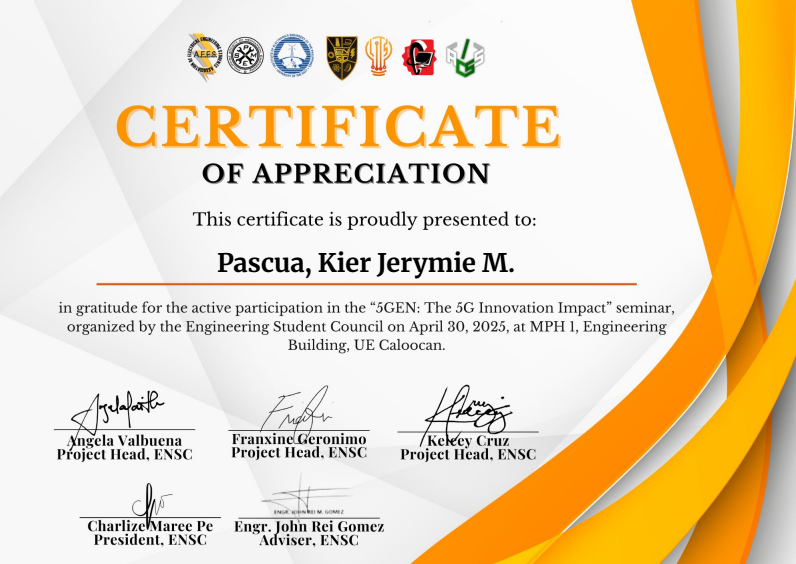 A.E.E.S
CERTIFICATE
OF APPRECIATION
This certificate is proudly presented to:
Pascua, Kier Jerymie M.
in gratitude for the active participation in the “5GEN: The 5G Innovation Impact” seminar,
organized by the Engineering Student Council on April 30, 2025, at MPH 1, Engineering
Building, UE Caloocan.
Angela Valbuena
Project Head, ENSC
Franxine Geronimo
Project Head, ENSC
Kelcey Cruz
Project Head, ENSC
Charlize Maree Pe
President, ENSC
ENGR. JOHN REI M. GOMEZ
Engr. John Rei Gomez
Adviser, ENSC